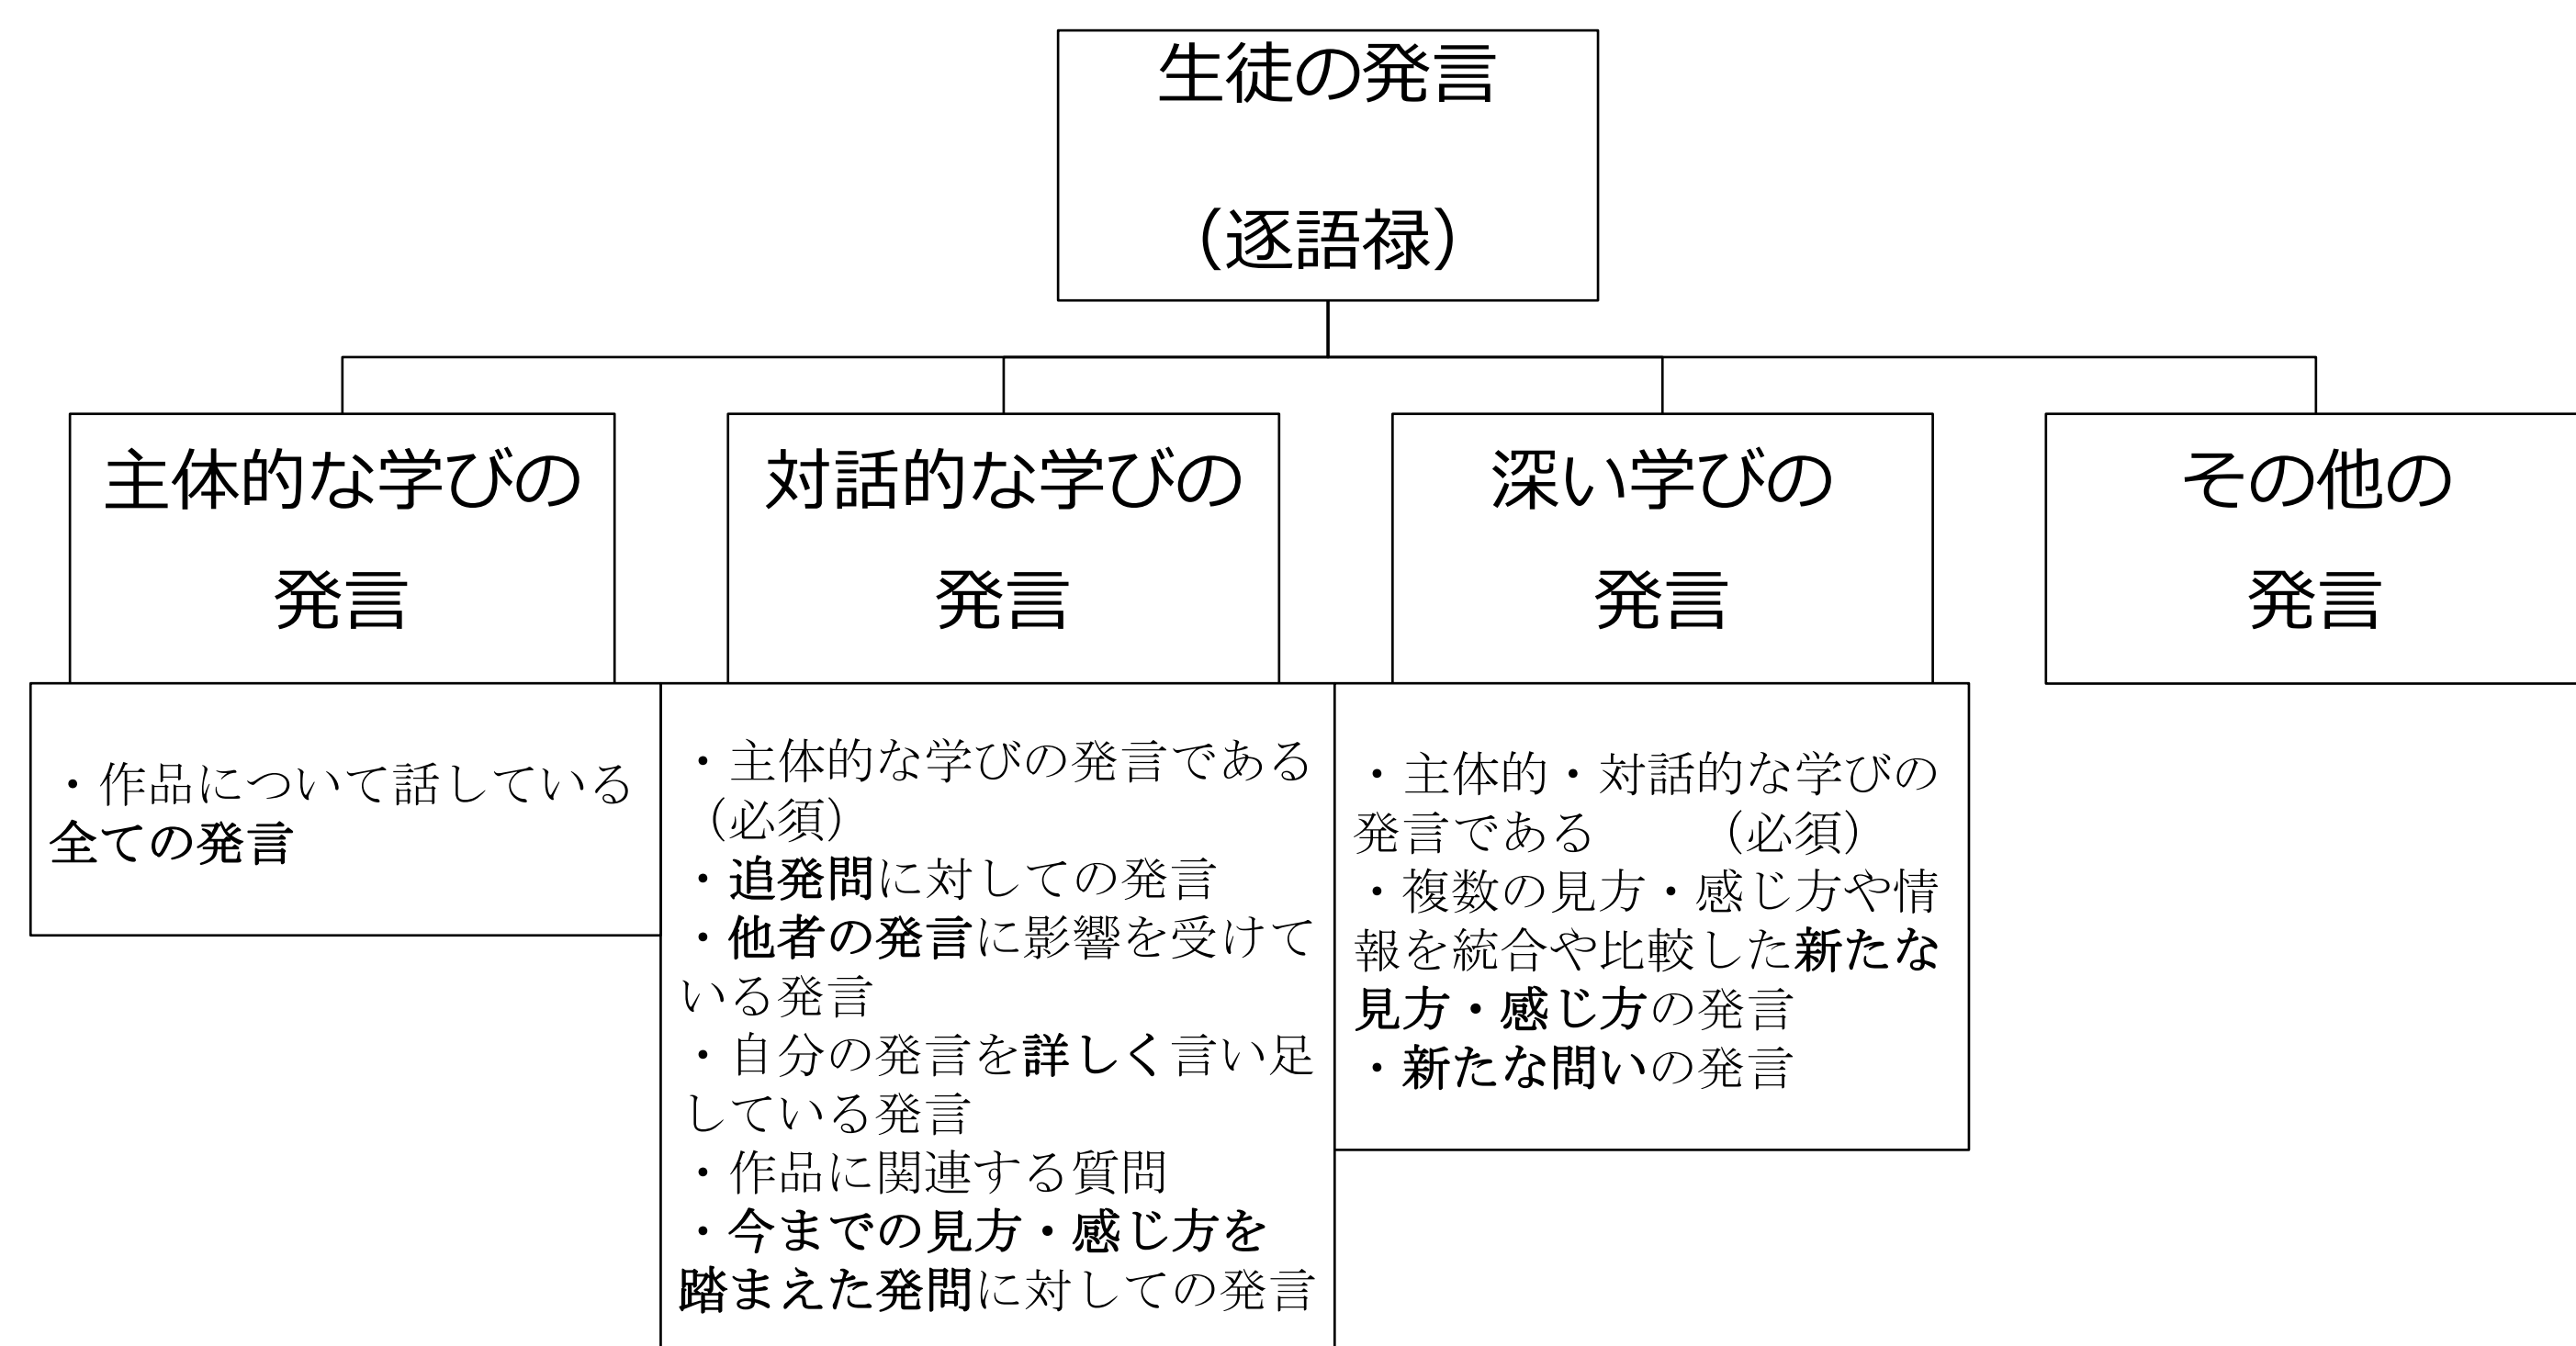 生徒の発言
（逐語禄）
主体的な学びの
発言
対話的な学びの
発言
深い学びの
発言
その他の
発言
・作品について話している
全ての発言
・主体的な学びの発言である
（必須）
・追発問に対しての発言
・他者の発言に影響を受けて
いる発言
・自分の発言を詳しく言い足
している発言
・作品に関連する質問
・今までの見方・感じ方を
踏まえた発問に対しての発言
・主体的・対話的な学びの
発言である　　（必須）
・複数の見方・感じ方や情
報を統合や比較した新たな
見方・感じ方の発言
・新たな問いの発言